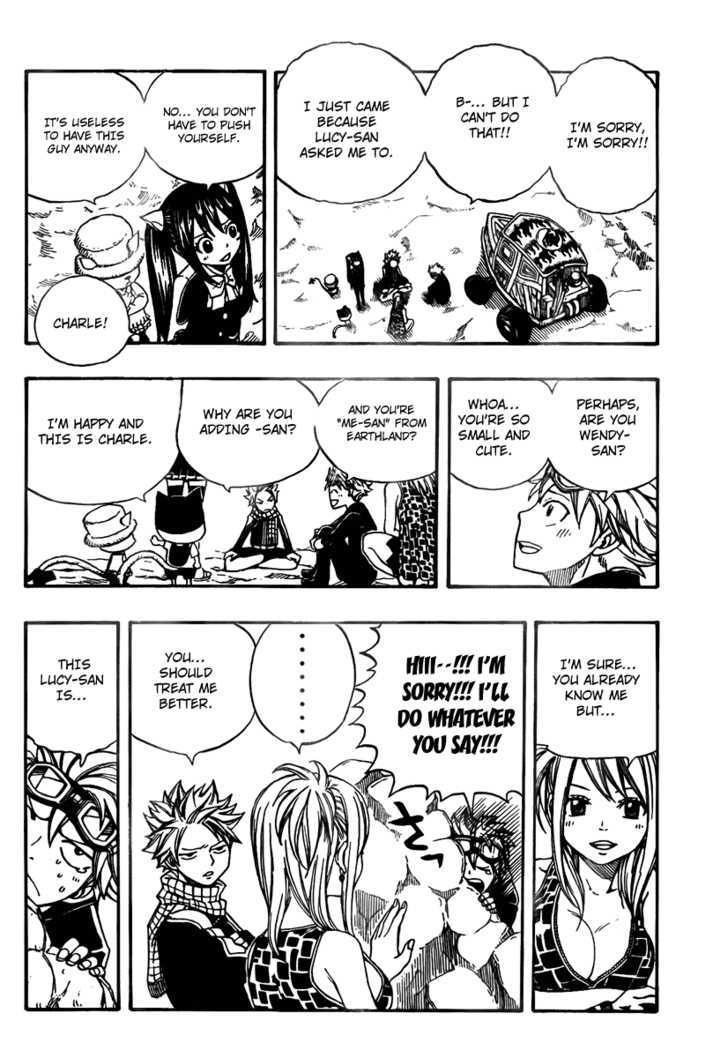 I'M SORRY,
I'M SORRY!!
B-... BUT I
CAN'T DO
THAT!!
I JUST CAME
BECAUSE
LUCY-SAN
ASKED ME TO.
NO... YOU DON'T
HAVE TO PUSH
YOURSELF.
IT'S USELESS
TO HAVE THIS
GUY ANYWAY.
CHARLE!
PERHAPS,
ARE YOU
WENDY-
SAN?
WHOA...
YOU'RE SO
SMALL AND
CUTE.
AND YOU'RE
"ME-SAN" FROM
EARTHLAND?
WHY ARE YOU
ADDING -SAN?
I'M HAPPY AND
THIS IS CHARLE.
I'M SURE...
YOU ALREADY
KNOW ME
BUT...
HIII--!!! I'M
SORRY!!! I'LL
DO WHATEVER
YOU SAY!!!
........
YOU...
SHOULD
TREAT ME
BETTER.
THIS
LUCY-SAN
IS...